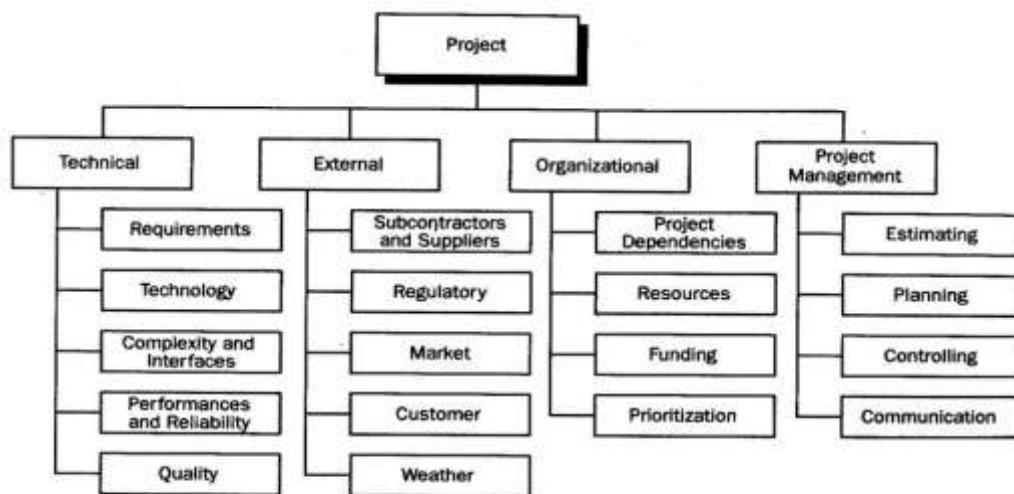 Project
Technical
External
Organizational
Project
Management
Requirements
Technology
Complexity and
Interfaces
Performances
and Reliability
Quality
Subcontractors
and Suppliers
Regulatory
Market
Customer
Weather
Project
Dependencies
Resources
Funding
Prioritization
Estimating
Planning
Controlling
Communication